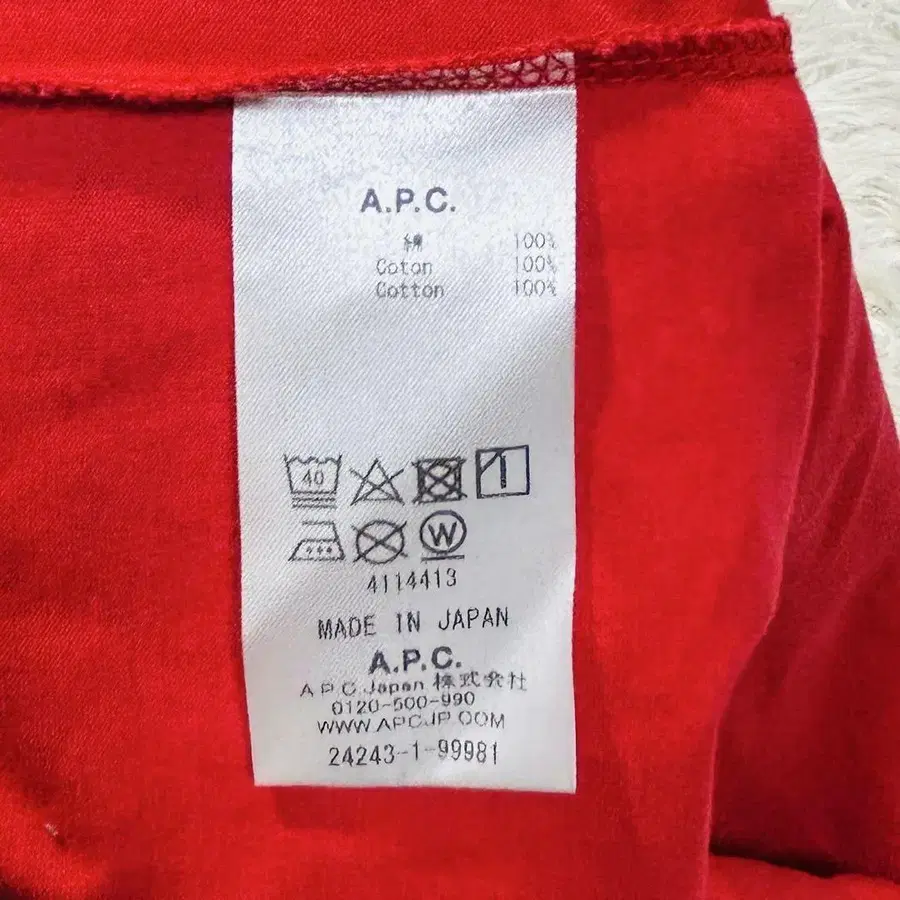 A.P.C.
綿 100%
Coton 100%
Cotton 100%
40
W
4114413
MADE IN JAPAN
A.P.C.
A.P.C.Japan 株式会社
0120-500-990
WWW.APCJP.COM
24243-1-99981